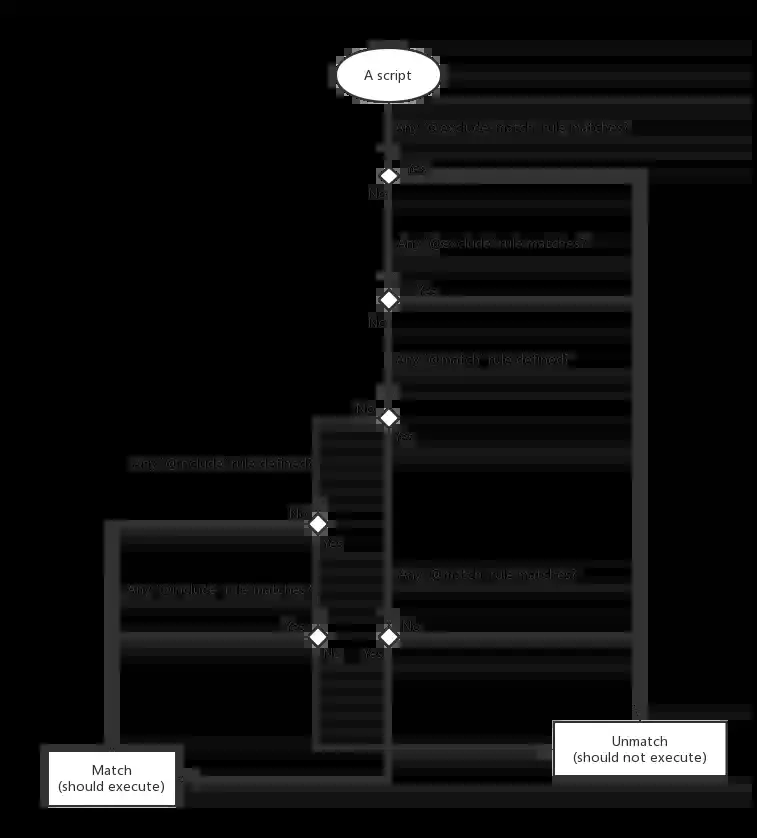 A script
Any @exclude-match rule matches?
Yes
No
Any @exclude rule matches?
Yes
No
Any @match rule defined?
No
Yes
Any @include rule defined?
No
Yes
Any @match rule matches?
Any @include rule matches?
Yes
No
No
Yes
Unmatch
(should not execute)
Match
(should execute)